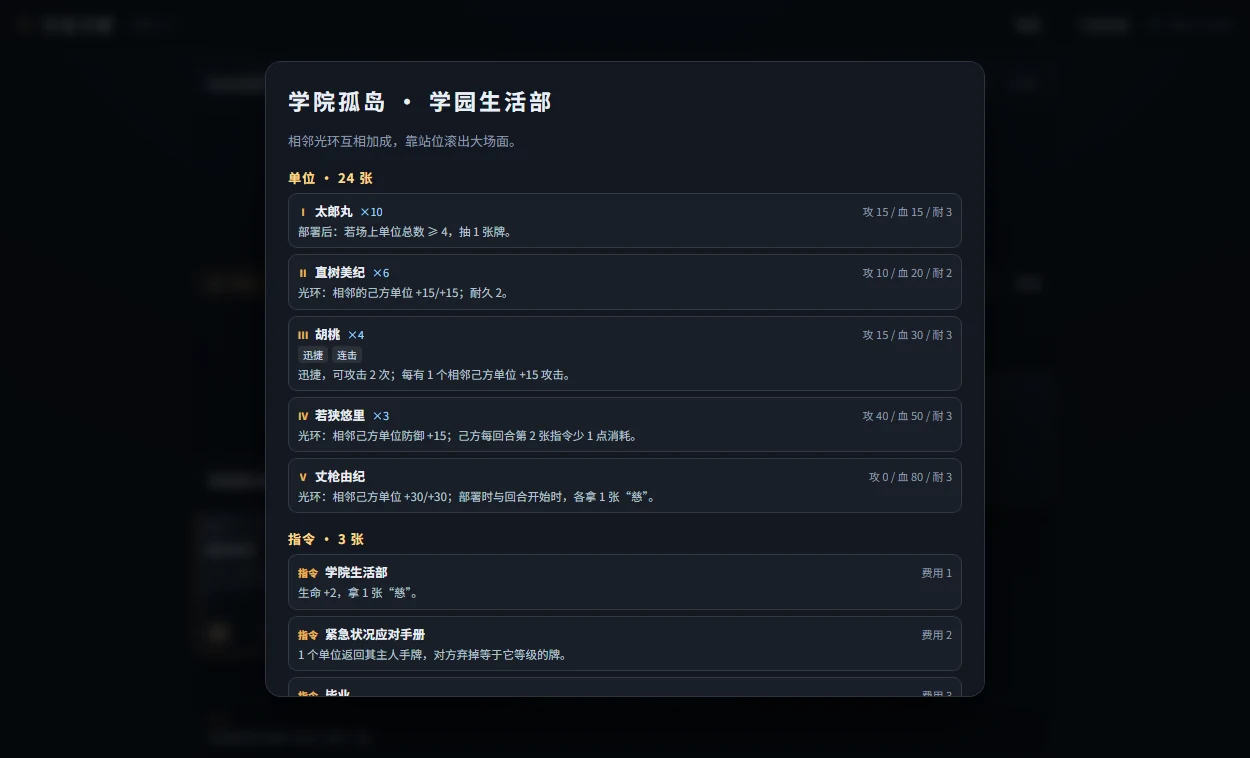 学院孤岛 · 学园生活部
相邻光环互相加成，靠站位滚出大场面。
单位 · 24 张
I 太郎丸 ×10 攻 15 / 血 15 / 耐 3
部署后：若场上单位总数 ≥ 4，抽 1 张牌。
II 直树美纪 ×6 攻 10 / 血 20 / 耐 2
光环：相邻的己方单位 +15/+15；耐久 2。
III 胡桃 ×4 攻 15 / 血 30 / 耐 3
迅捷 连击
迅捷，可攻击 2 次；每有 1 个相邻己方单位 +15 攻击。
IV 若狭悠里 ×3 攻 40 / 血 50 / 耐 3
光环：相邻己方单位防御 +15；己方每回合第 2 张指令少 1 点消耗。
V 丈枪由纪 攻 0 / 血 80 / 耐 3
光环：相邻己方单位 +30/+30；部署时与回合开始时，各拿 1 张“慈”。
指令 · 3 张
指令 学院生活部 费用 1
生命 +2，拿 1 张“慈”。
指令 紧急状况应对手册 费用 2
1 个单位返回其主人手牌，对方弃掉等于它等级的牌。
指令 毕业 费用 3